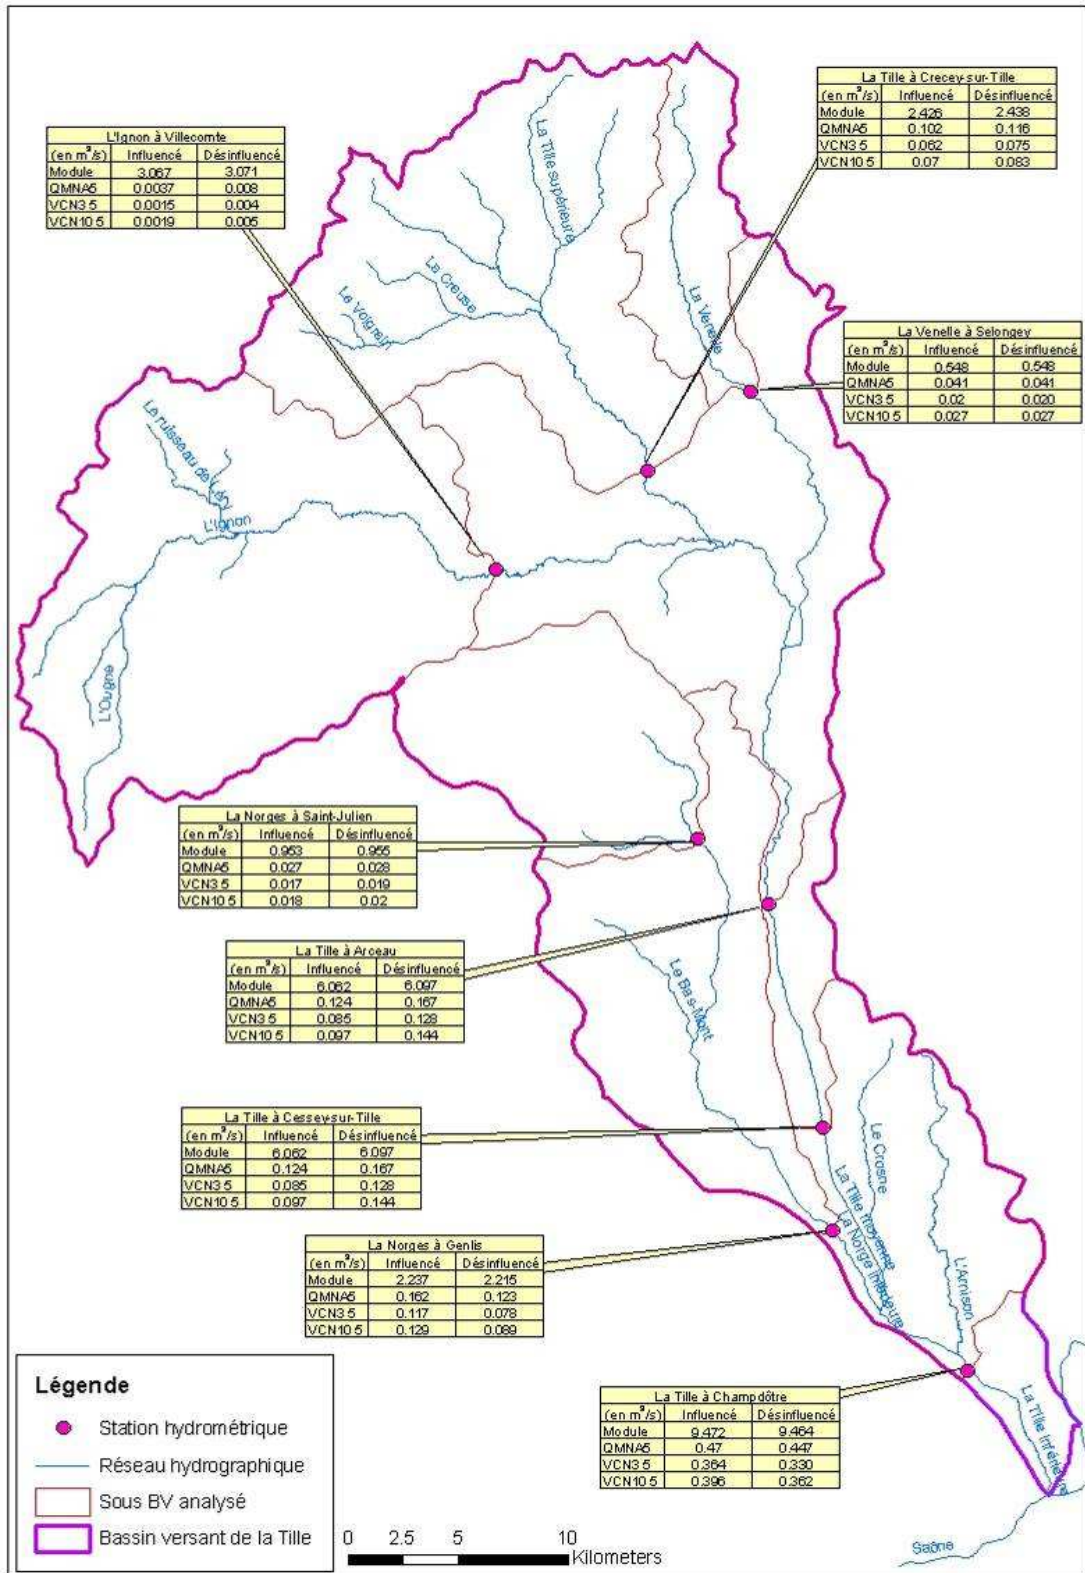 La Tille à Crecey-sur-Tille
(en m³/s) Influencé Désinfluencé
Module 2.426 2.438
QMNA5 0.102 0.116
VCN3 5 0.062 0.075
VCN10 5 0.07 0.083
L'Ignon à Villecomte
(en m³/s) Influencé Désinfluencé
Module 3.067 3.071
QMNA5 0.0037 0.008
VCN3 5 0.0015 0.004
VCN10 5 0.0019 0.005
La Tille supérieure
La Creuse
Le Voigrain
La Venelle
La Venelle à Selongey
(en m³/s) Influencé Désinfluencé
Module 0.548 0.548
QMNA5 0.041 0.041
VCN3 5 0.02 0.020
VCN10 5 0.027 0.027
Le ruisseau de Léry
L'Ignon
L'Ougne
La Norges à Saint-Julien
(en m³/s) Influencé Désinfluencé
Module 0.953 0.955
QMNA5 0.027 0.028
VCN3 5 0.017 0.019
VCN10 5 0.018 0.02
La Tille à Arceau
(en m³/s) Influencé Désinfluencé
Module 6.062 6.097
QMNA5 0.124 0.167
VCN3 5 0.085 0.128
VCN10 5 0.097 0.144
Le Bas-Mont
La Tille à Cessey-sur-Tille
(en m³/s) Influencé Désinfluencé
Module 6.062 6.097
QMNA5 0.124 0.167
VCN3 5 0.085 0.128
VCN10 5 0.097 0.144
Le Crosne
La Tille moyenne
La Norge inférieure
L'Arnison
La Norges à Genlis
(en m³/s) Influencé Désinfluencé
Module 2.237 2.215
QMNA5 0.162 0.123
VCN3 5 0.117 0.078
VCN10 5 0.129 0.089
La Tille à Champdôtre
(en m³/s) Influencé Désinfluencé
Module 9.472 9.464
QMNA5 0.47 0.447
VCN3 5 0.364 0.330
VCN10 5 0.396 0.362
La Tille inférieure
Saône
Légende
Station hydrométrique
Réseau hydrographique
Sous BV analysé
Bassin versant de la Tille
0 2.5 5 10
Kilometers